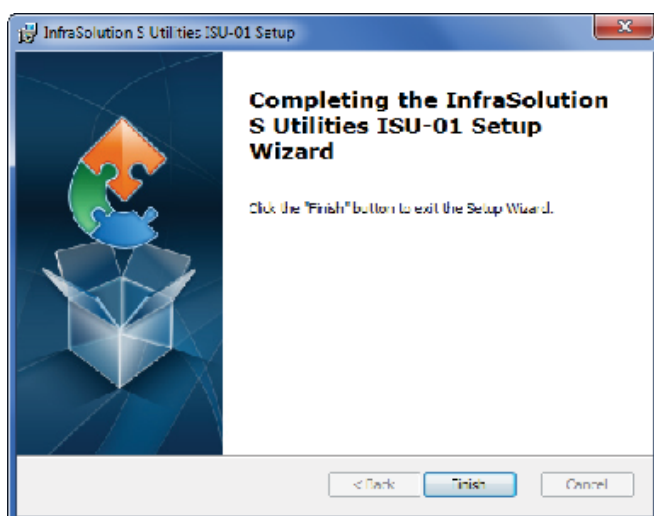 InfraSolution S Utilities ISU-01 Setup
Completing the InfraSolution
S Utilities ISU-01 Setup
Wizard
Click the "Finish" button to exit the Setup Wizard.
< Back
Finish
Cancel